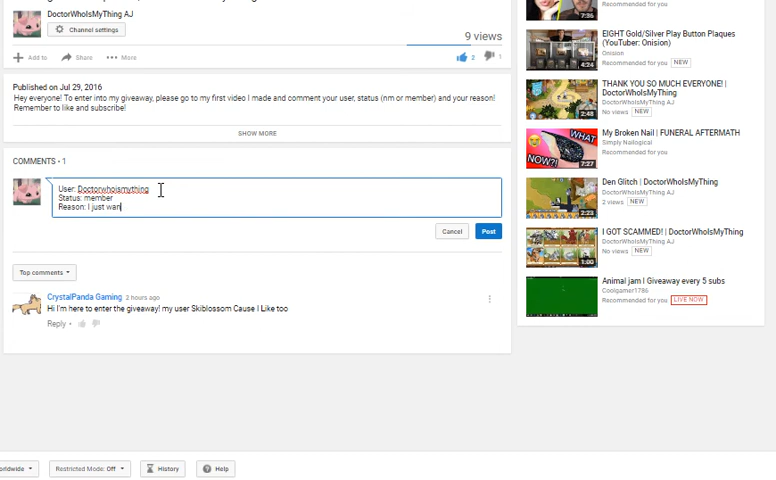 DoctorWhoIsMyThing AJ
Channel settings
9 views
Add to
Share
More
2
1
Published on Jul 29, 2016
Hey everyone! To enter into my giveaway, please go to my first video I made and comment your user, status (nm or member) and your reason!
Remember to like and subscribe!
SHOW MORE
COMMENTS • 1
User: Doctorwhoismything
Status: member
Reason: I just wan
Cancel
Post
Top comments
CrystalPanda Gaming 2 hours ago
Hi I'm here to enter the giveaway! my user Skiblossom Cause I Like too
Reply •
7:36
EIGHT Gold/Silver Play Button Plaques
(YouTuber: Onision)
Onision
Recommended for you NEW
4:24
THANK YOU SO MUCH EVERYONE! |
DoctorWhoIsMyThing
DoctorWhoIsMyThing AJ
No views NEW
2:48
My Broken Nail | FUNERAL AFTERMATH
Simply Nailogical
Recommended for you NEW
WHAT
NOW?!
7:27
Den Glitch | DoctorWhoIsMyThing
DoctorWhoIsMyThing AJ
2 views NEW
2:23
I GOT SCAMMED! | DoctorWhoIsMyThing
DoctorWhoIsMyThing AJ
No views NEW
1:00
Animal jam I Giveaway every 5 subs
Coolgamer1786
Recommended for you LIVE NOW
orldwide
Restricted Mode: Off
History
Help